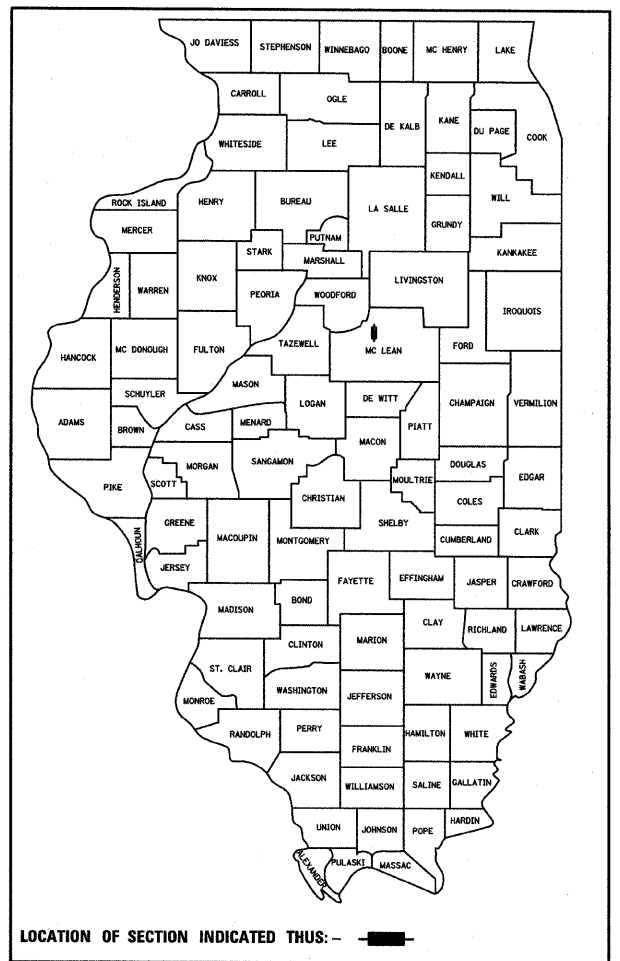 JO DAVIESS STEPHENSON WINNEBAGO BOONE MC HENRY LAKE
CARROLL OGLE DE KALB KANE DU PAGE COOK
WHITESIDE LEE
KENDALL
ROCK ISLAND HENRY BUREAU LA SALLE GRUNDY WILL
MERCER PUTNAM
STARK MARSHALL KANKAKEE
HENDERSON WARREN KNOX PEORIA WOODFORD LIVINGSTON IROQUOIS
HANCOCK MC DONOUGH FULTON TAZEWELL MC LEAN FORD
MASON
SCHUYLER LOGAN DE WITT CHAMPAIGN VERMILION
ADAMS BROWN CASS MENARD MACON PIATT
PIKE SCOTT MORGAN SANGAMON MOULTRIE DOUGLAS EDGAR
CHRISTIAN COLES
CALHOUN GREENE MACOUPIN MONTGOMERY SHELBY CUMBERLAND CLARK
JERSEY FAYETTE EFFINGHAM JASPER CRAWFORD
MADISON BOND
CLAY RICHLAND LAWRENCE
CLINTON MARION
ST. CLAIR WAYNE EDWARDS WABASH
WASHINGTON JEFFERSON
MONROE
RANDOLPH PERRY HAMILTON WHITE
FRANKLIN
JACKSON WILLIAMSON SALINE GALLATIN
UNION JOHNSON POPE HARDIN
ALEXANDER PULASKI MASSAC
LOCATION OF SECTION INDICATED THUS: –